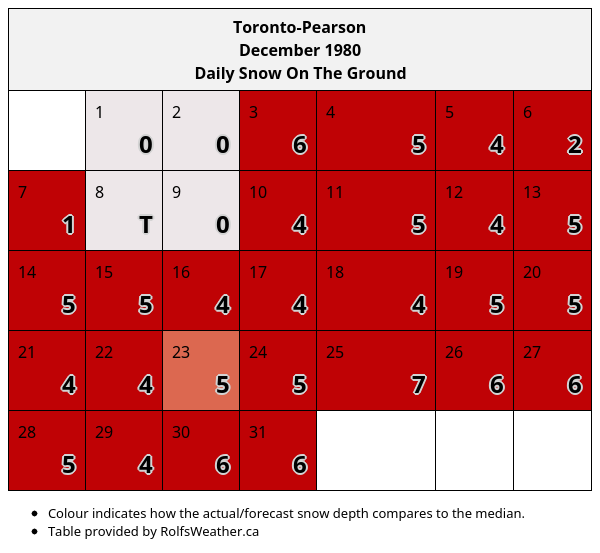 Toronto-Pearson
December 1980
Daily Snow On The Ground
1 2 3 4 5 6
0 0 6 5 4 2
7 8 9 10 11 12 13
1 T 0 4 5 4 5
14 15 16 17 18 19 20
5 5 4 4 4 5 5
21 22 23 24 25 26 27
4 4 5 5 7 6 6
28 29 30 31
5 4 6 6
• Colour indicates how the actual/forecast snow depth compares to the median.
• Table provided by RolfsWeather.ca